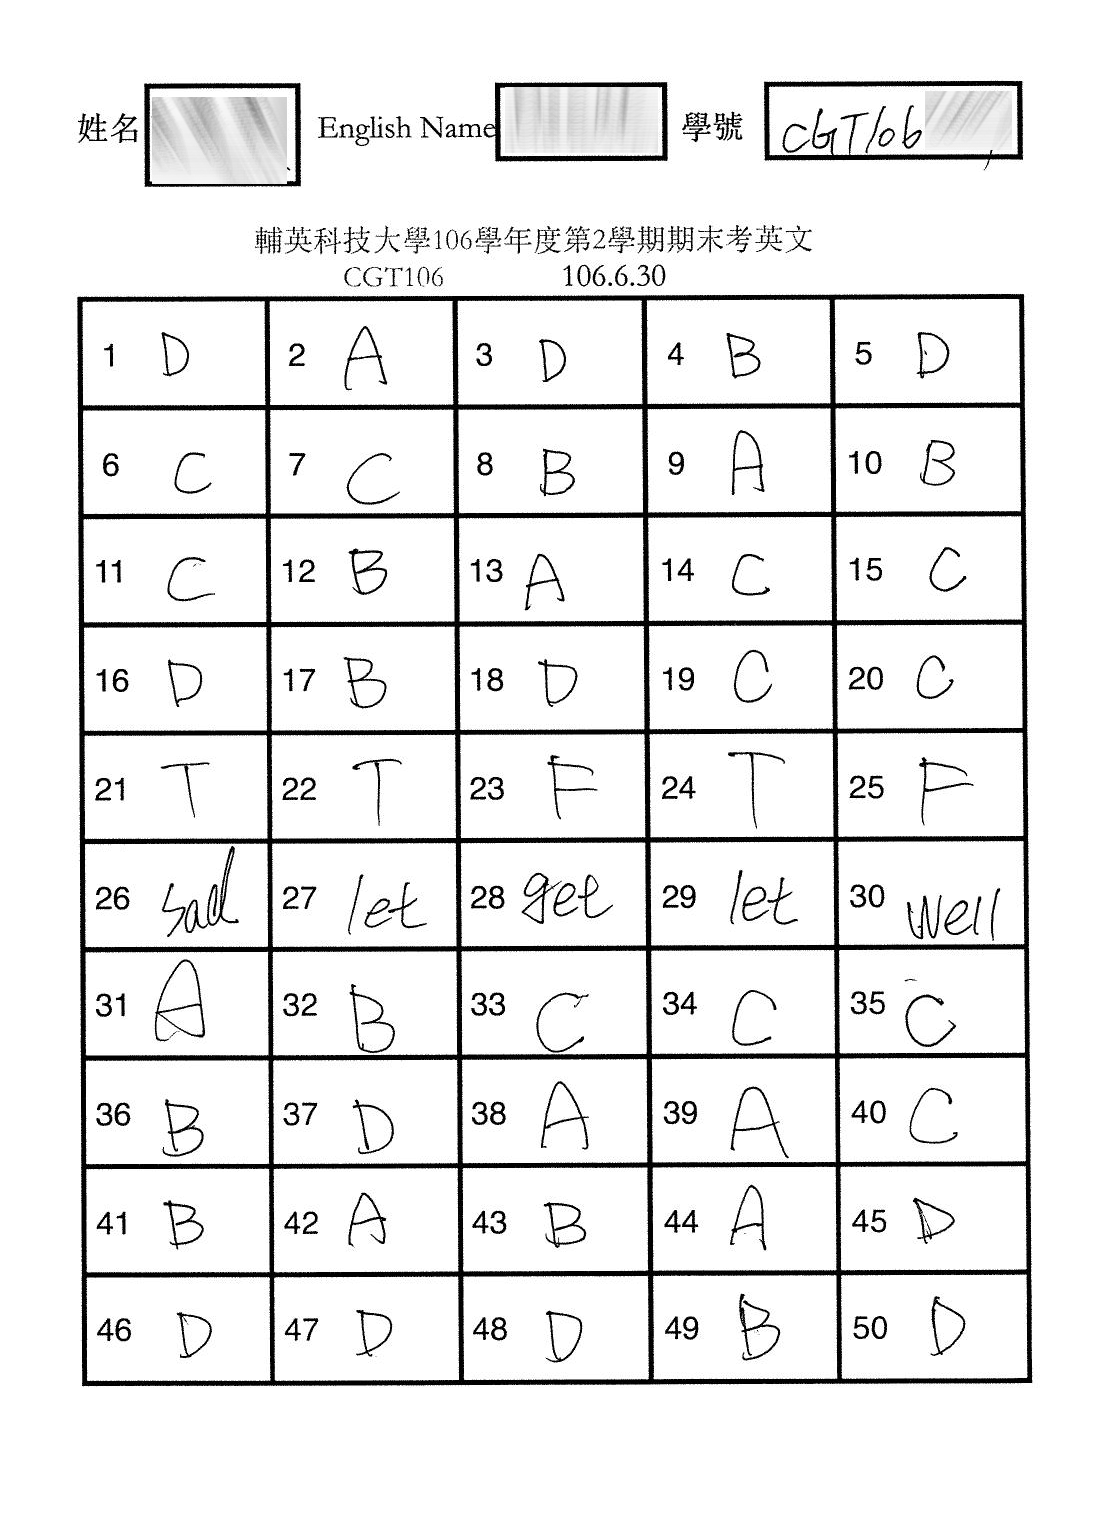 姓名 English Name 學號 CGT106
輔英科技大學106學年度第2學期期末考英文
CGT106 106.6.30
1 D 2 A 3 D 4 B 5 D
6 C 7 C 8 B 9 A 10 B
11 C 12 B 13 A 14 C 15 C
16 D 17 B 18 D 19 C 20 C
21 T 22 T 23 F 24 T 25 F
26 sad 27 let 28 get 29 let 30 well
31 A 32 B 33 C 34 C 35 C
36 B 37 D 38 A 39 A 40 C
41 B 42 A 43 B 44 A 45 D
46 D 47 D 48 D 49 B 50 D